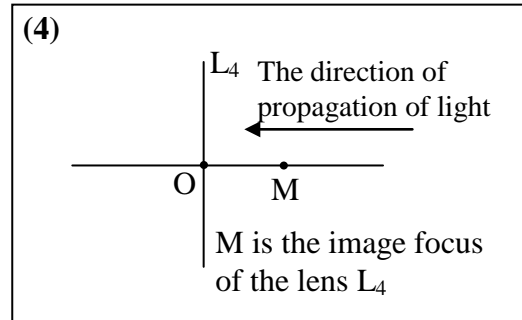 (4)
L₄
The direction of
propagation of light
O
M
M is the image focus
of the lens L₄